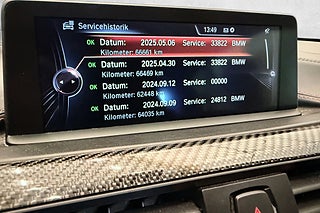 Servicehistorik 13:49
OK Datum: 2025.05.06 Service: 33822 BMW
Kilometer: 66661 km
OK Datum: 2025.04.30 Service: 33822 BMW
Kilometer: 66469 km
OK Datum: 2024.09.12 Service: 00000
Kilometer: 62448 km
OK Datum: 2024.09.09 Service: 24812 BMW
Kilometer: 64035 km